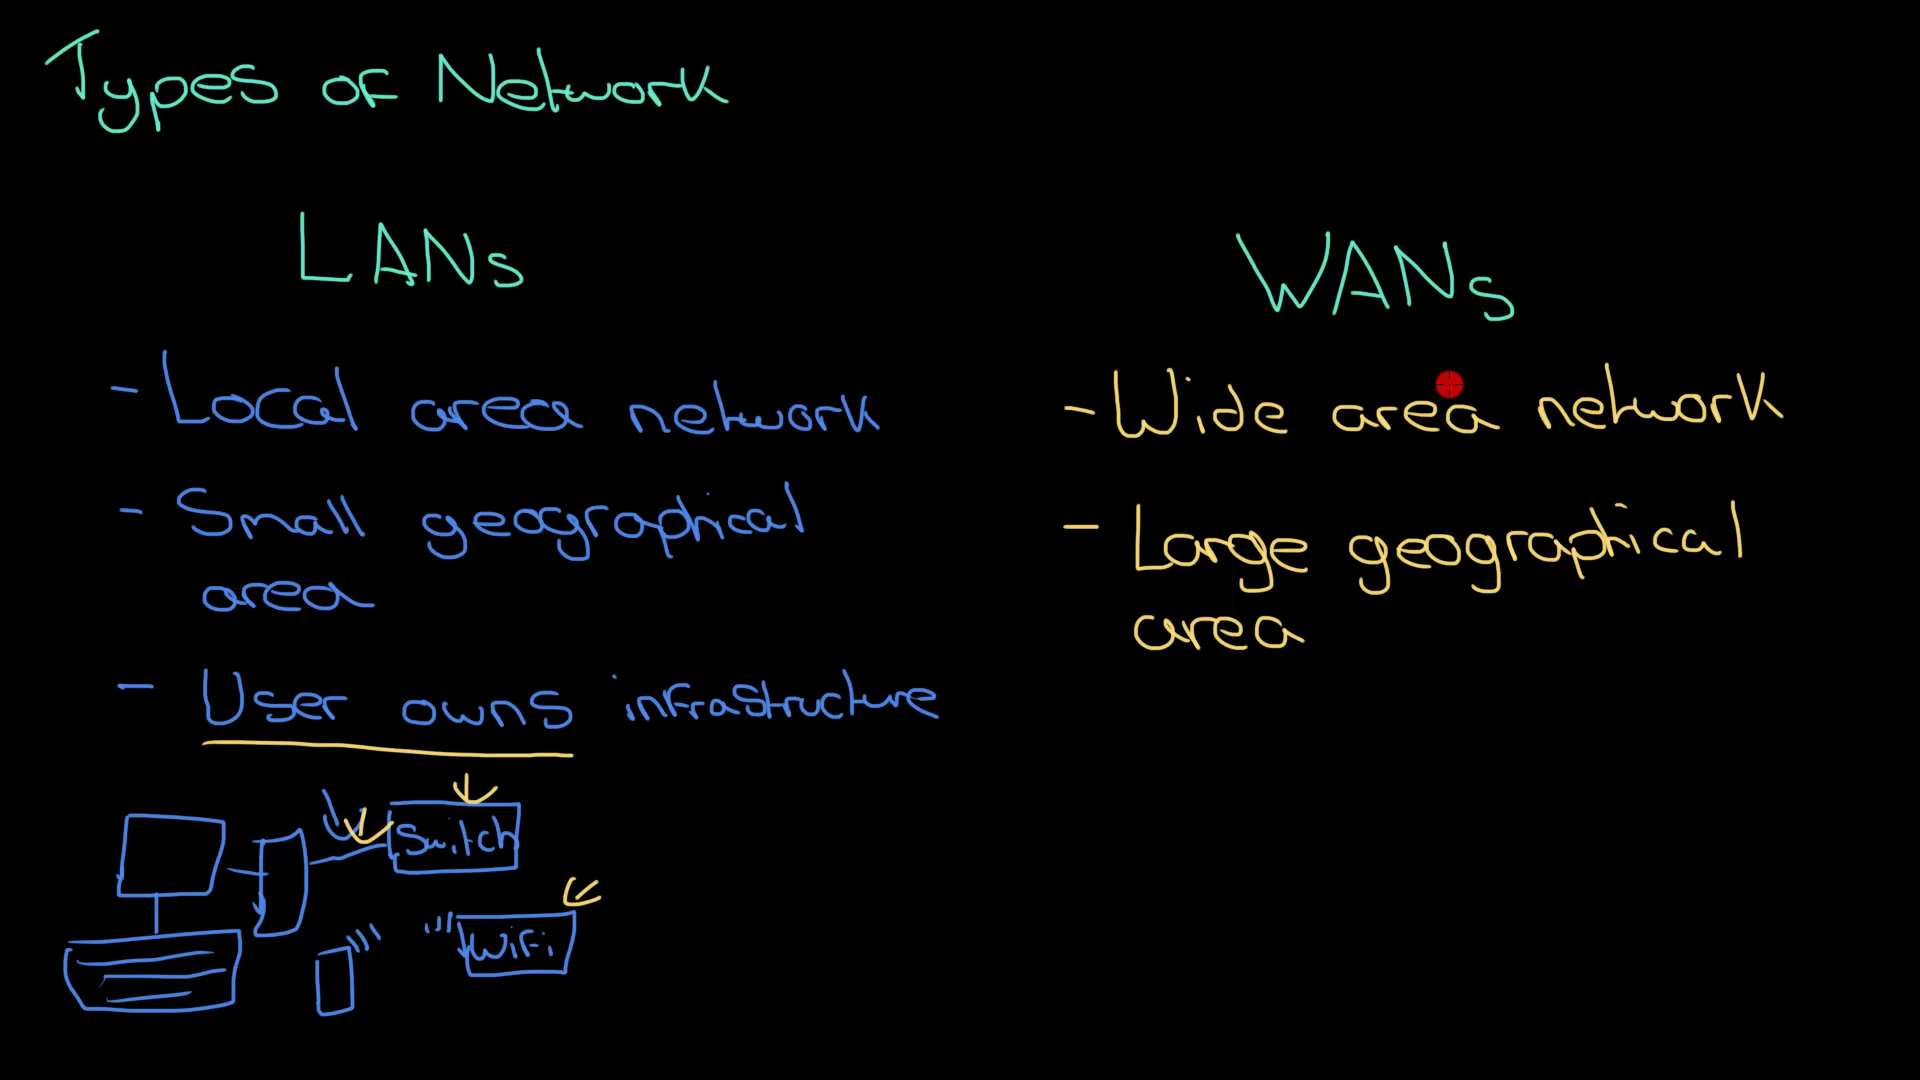 Types of Network
LANs
- Local area network
- Small geographical
area
- User owns infrastructure
Switch
WiFi
WANs
- Wide area network
- Large geographical
area